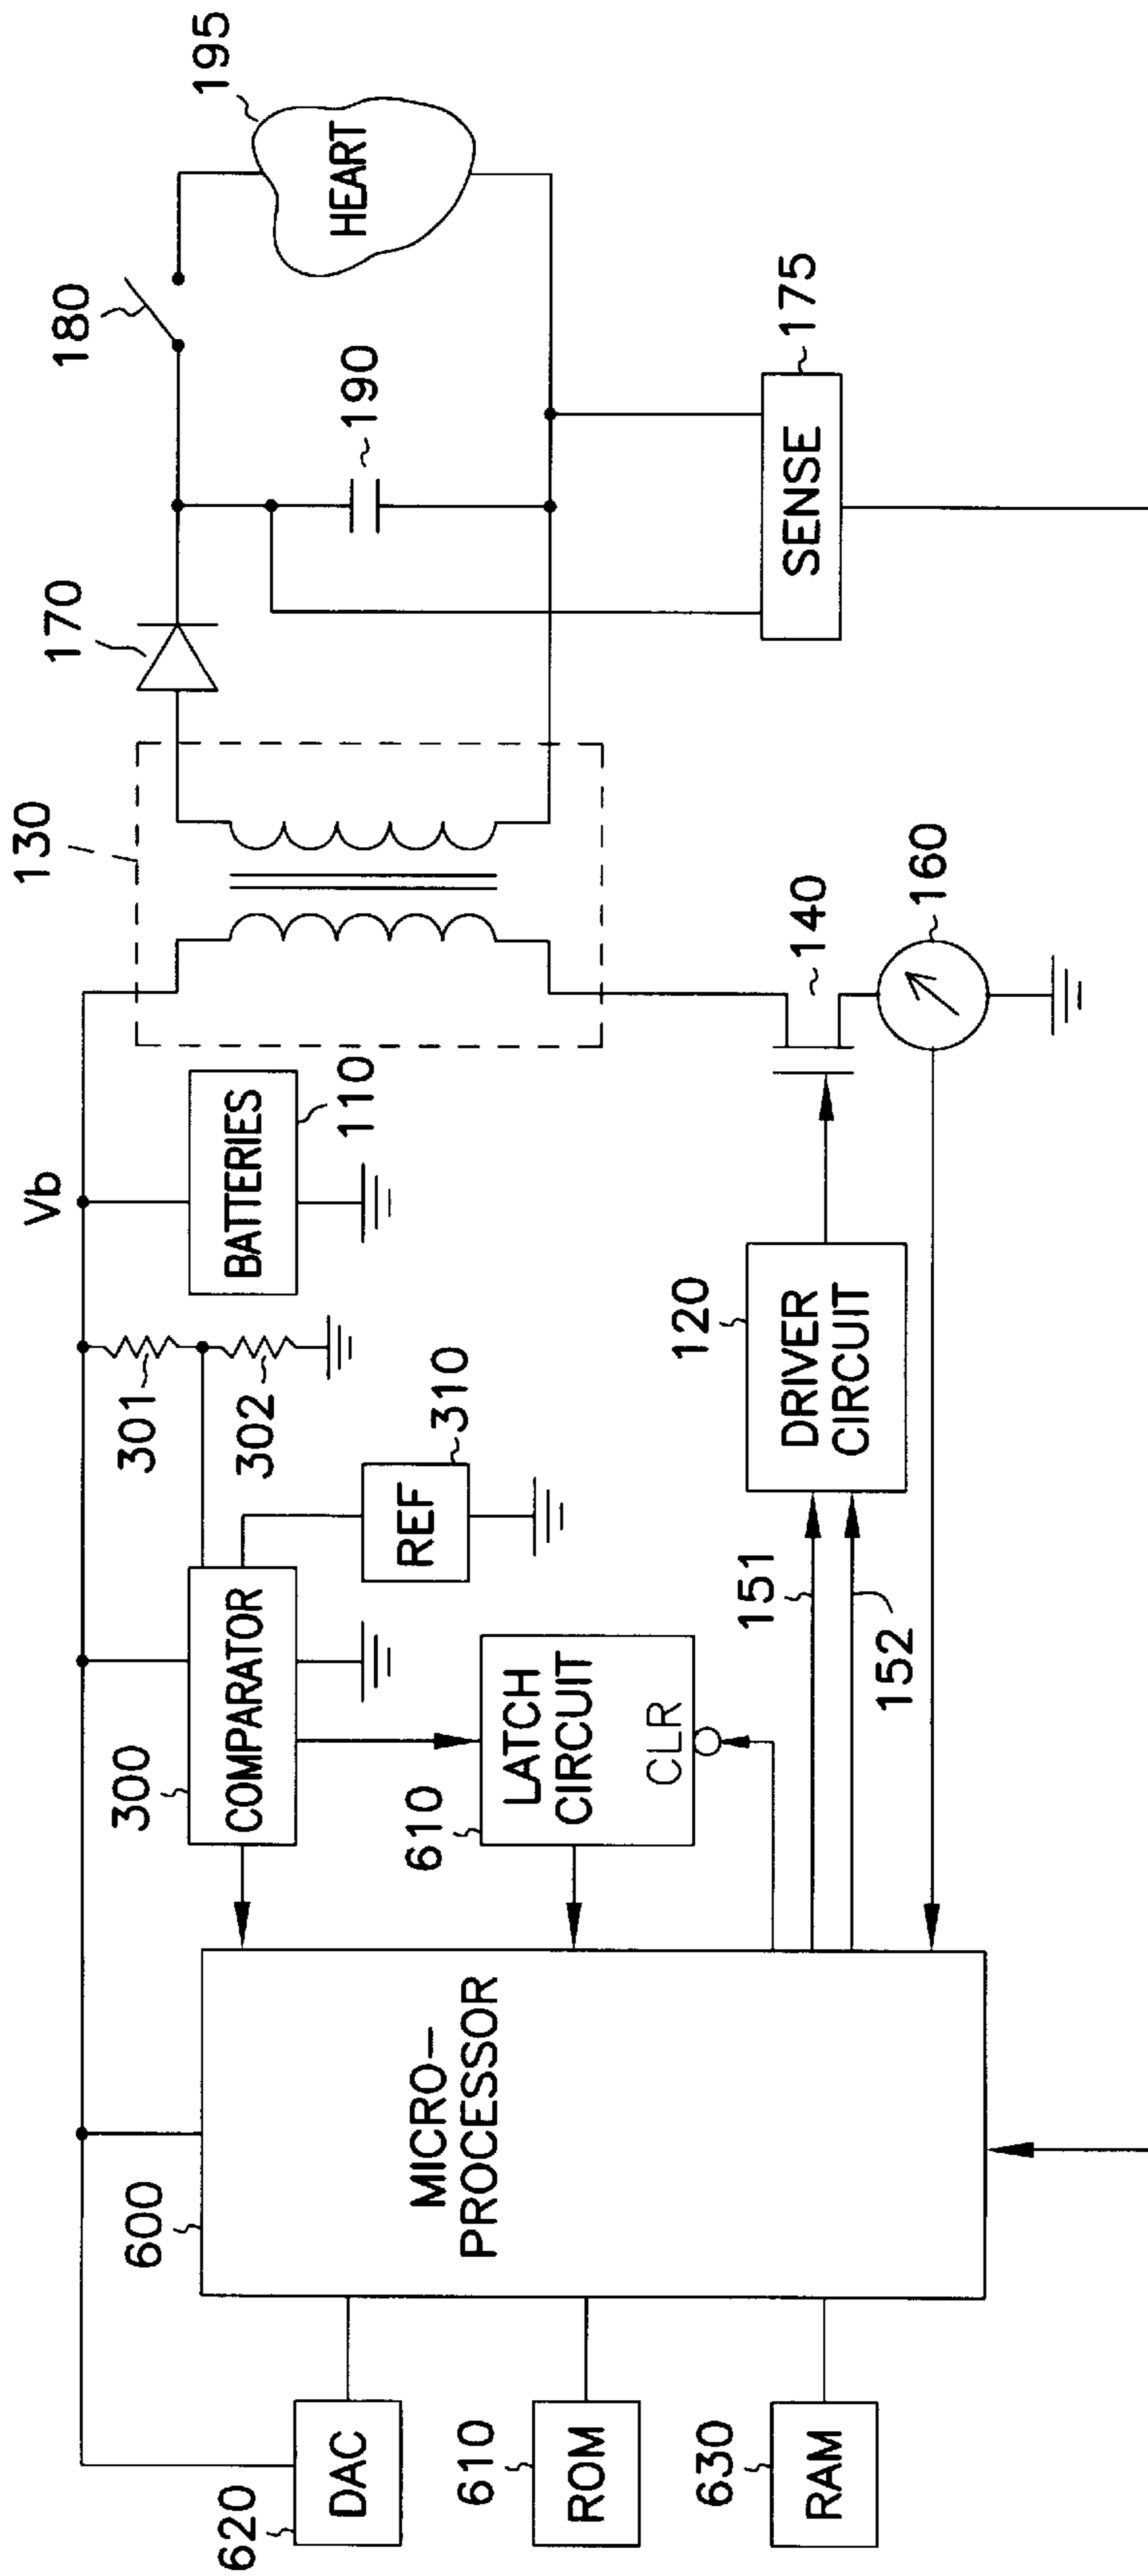 195
HEART
180
190
170
175
SENSE
130
160
140
Vb
BATTERIES
110
120
DRIVER
CIRCUIT
301
302
310
REF
151
152
300
COMPARATOR
610
LATCH
CIRCUIT
CLR
600
MICRO-
PROCESSOR
620
DAC
610
ROM
630
RAM